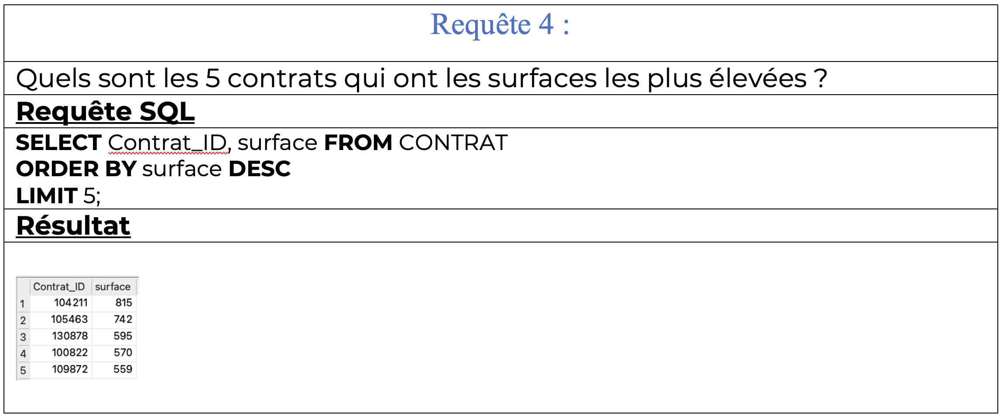 Requête 4 :
Quels sont les 5 contrats qui ont les surfaces les plus élevées ?
Requête SQL
SELECT Contrat_ID, surface FROM CONTRAT
ORDER BY surface DESC
LIMIT 5;
Résultat
Contrat_ID surface
1 104211 815
2 105463 742
3 130878 595
4 100822 570
5 109872 559